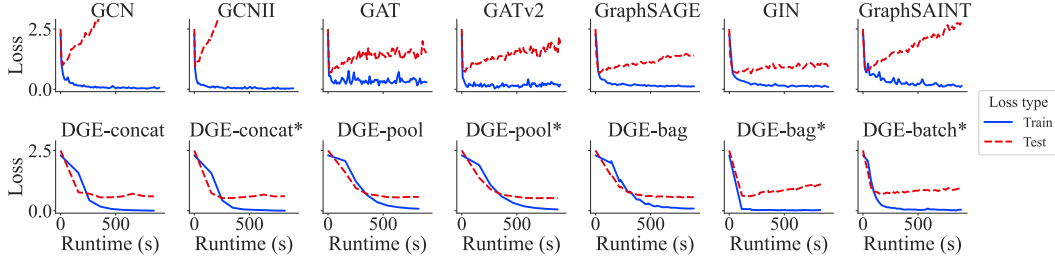 GCN GCNII GAT GATv2 GraphSAGE GIN GraphSAINT
2.5
Loss
0.0
Loss type
Train
Test
DGE-concat DGE-concat* DGE-pool DGE-pool* DGE-bag DGE-bag* DGE-batch*
2.5
Loss
0.0
0 500 0 500 0 500 0 500 0 500 0 500 0 500
Runtime (s) Runtime (s) Runtime (s) Runtime (s) Runtime (s) Runtime (s) Runtime (s)